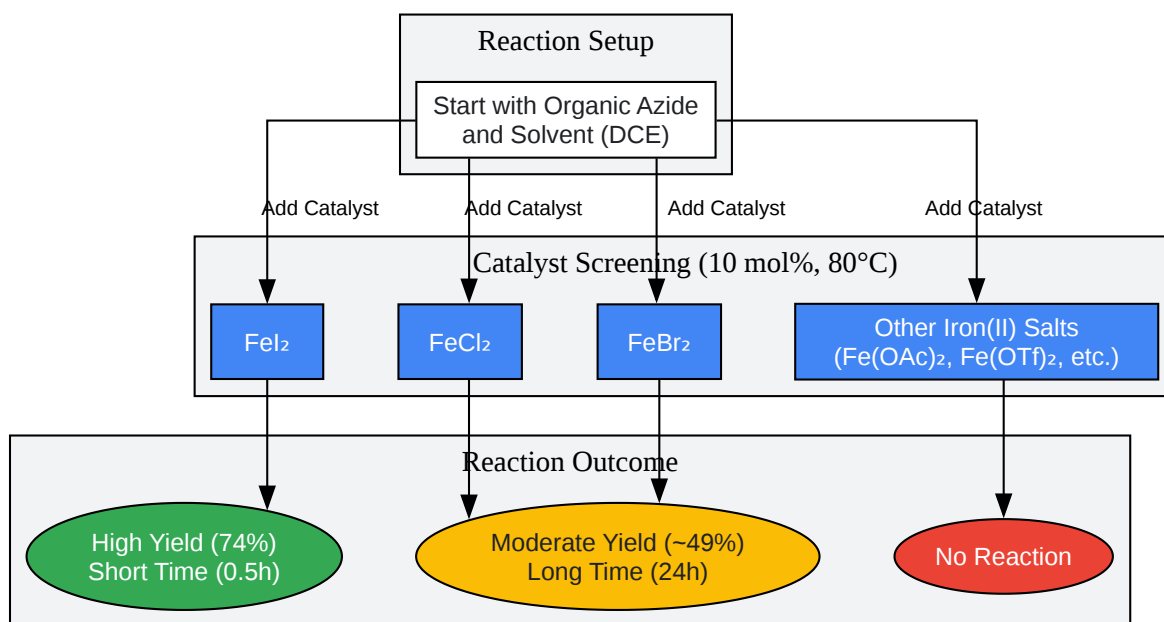 Reaction Setup
Start with Organic Azide
and Solvent (DCE)
Add Catalyst
Add Catalyst
Add Catalyst
Add Catalyst
Catalyst Screening (10 mol%, 80°C)
FeI₂
FeCl₂
FeBr₂
Other Iron(II) Salts
(Fe(OAc)₂, Fe(OTf)₂, etc.)
Reaction Outcome
High Yield (74%)
Short Time (0.5h)
Moderate Yield (~49%)
Long Time (24h)
No Reaction